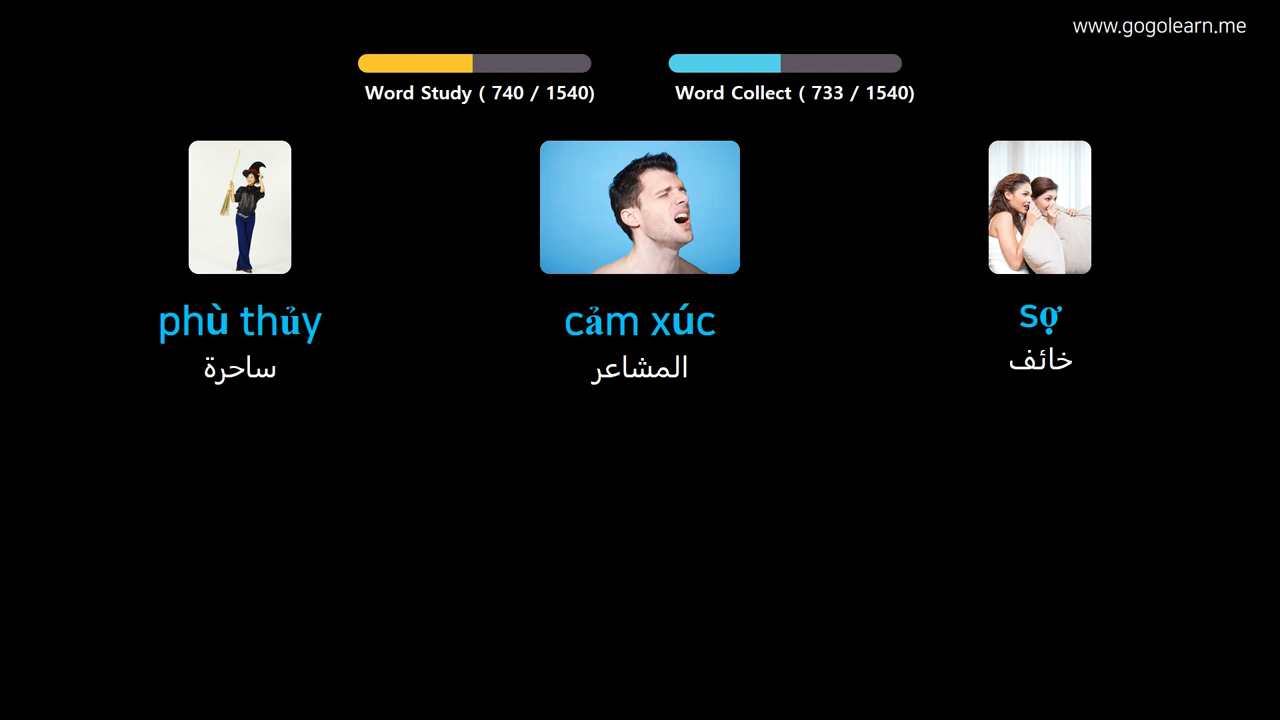 www.gogolearn.me
Word Study ( 740 / 1540)
Word Collect ( 733 / 1540)
phù thủy
cảm xúc
sợ
ساحرة
المشاعر
خائف